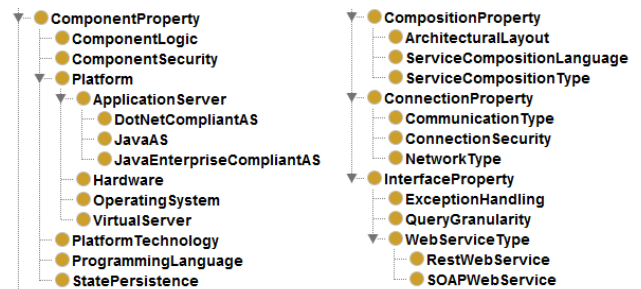 ComponentProperty
ComponentLogic
ComponentSecurity
Platform
ApplicationServer
DotNetCompliantAS
JavaAS
JavaEnterpriseCompliantAS
Hardware
OperatingSystem
VirtualServer
PlatformTechnology
ProgrammingLanguage
StatePersistence
CompositionProperty
ArchitecturalLayout
ServiceCompositionLanguage
ServiceCompositionType
ConnectionProperty
CommunicationType
ConnectionSecurity
NetworkType
InterfaceProperty
ExceptionHandling
QueryGranularity
WebServiceType
RestWebService
SOAPWebService